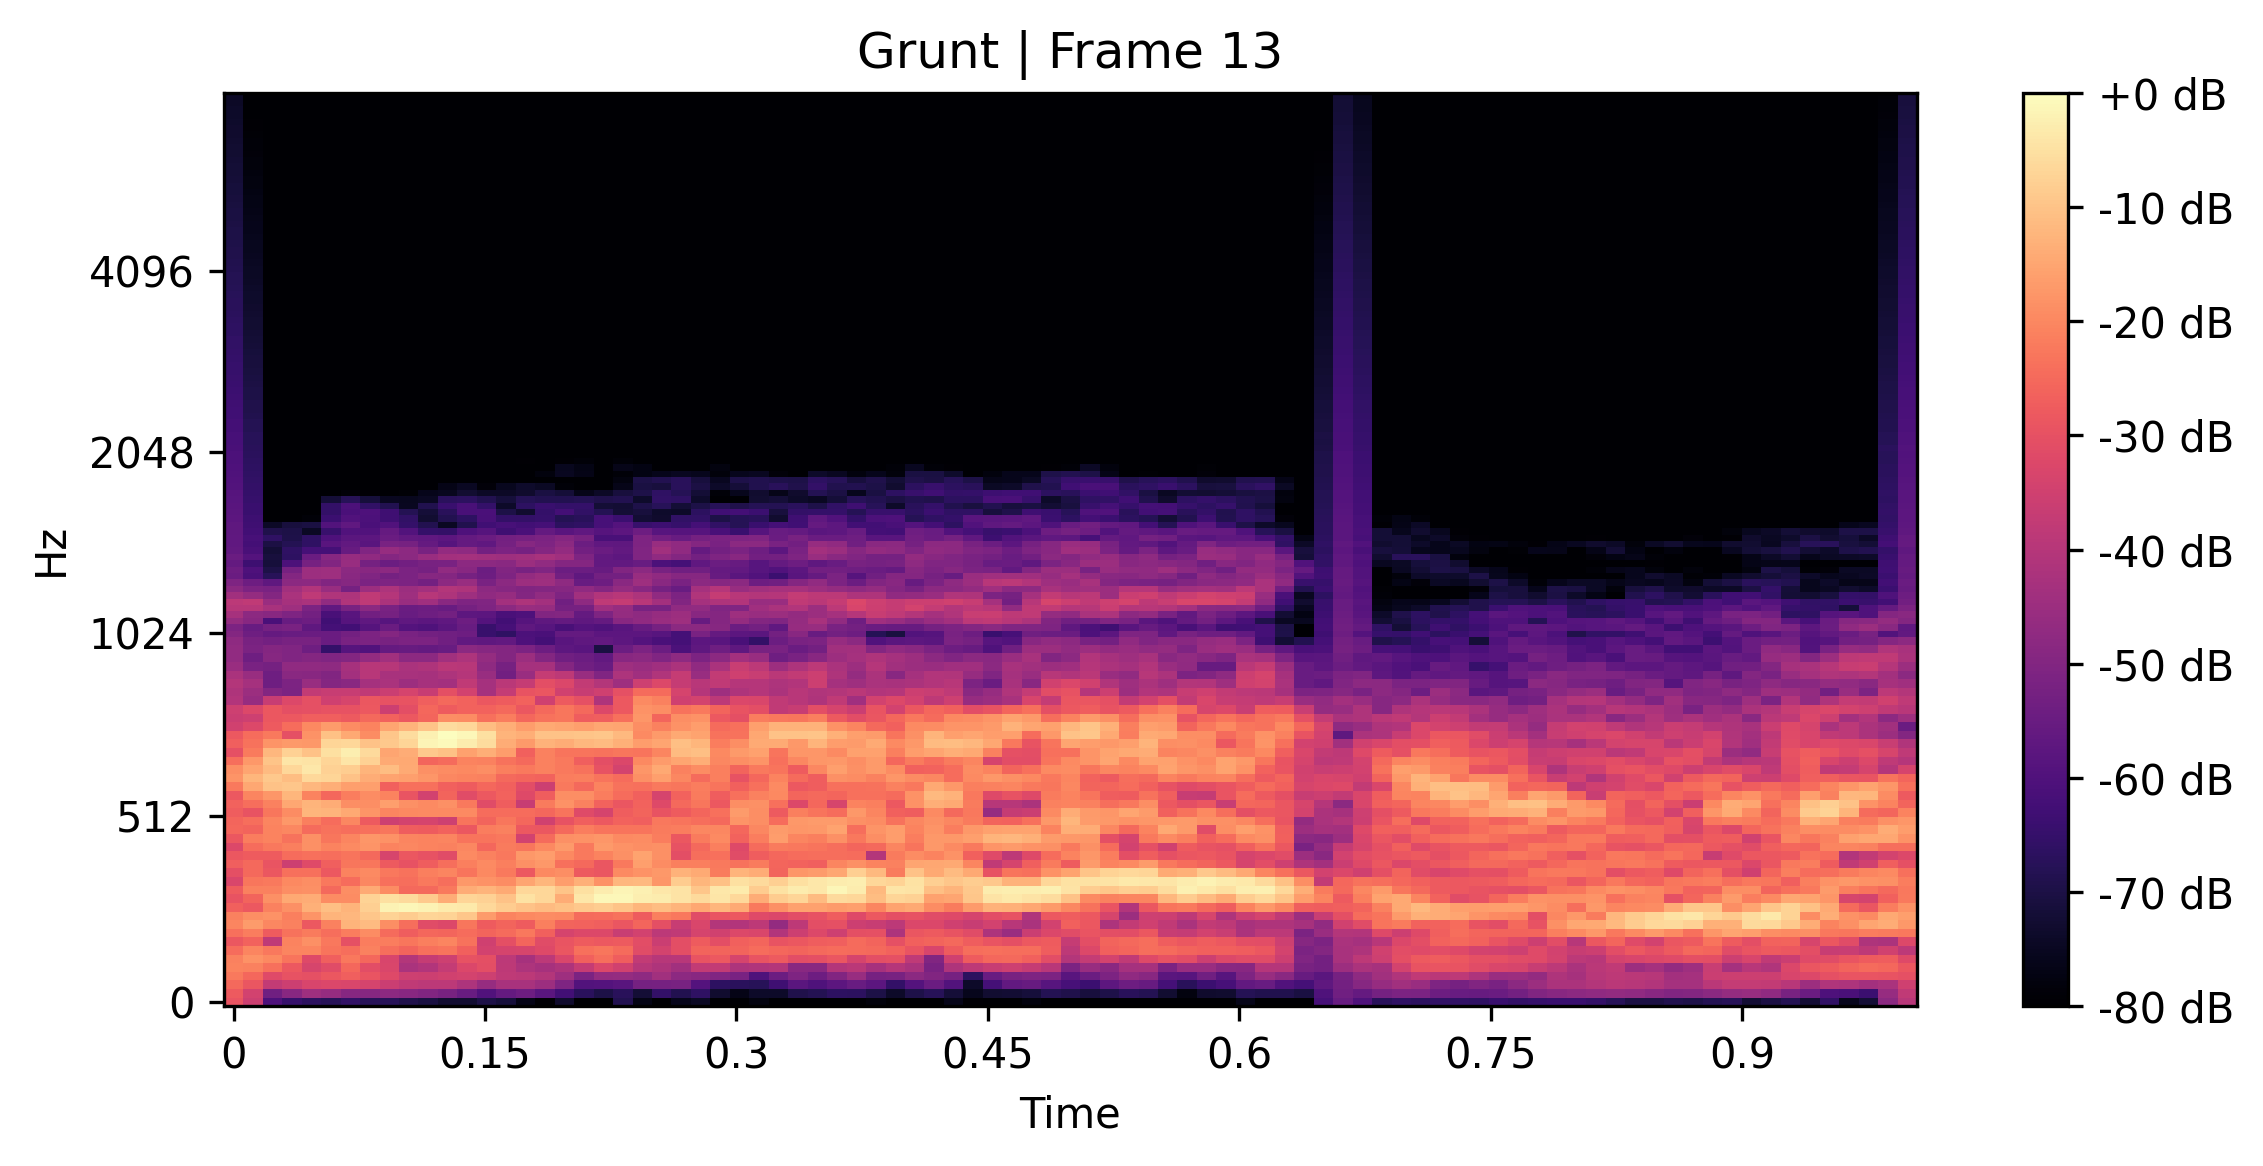 Grunt | Frame 13
Hz
4096
2048
1024
512
0
0 0.15 0.3 0.45 0.6 0.75 0.9
Time
+0 dB
-10 dB
-20 dB
-30 dB
-40 dB
-50 dB
-60 dB
-70 dB
-80 dB